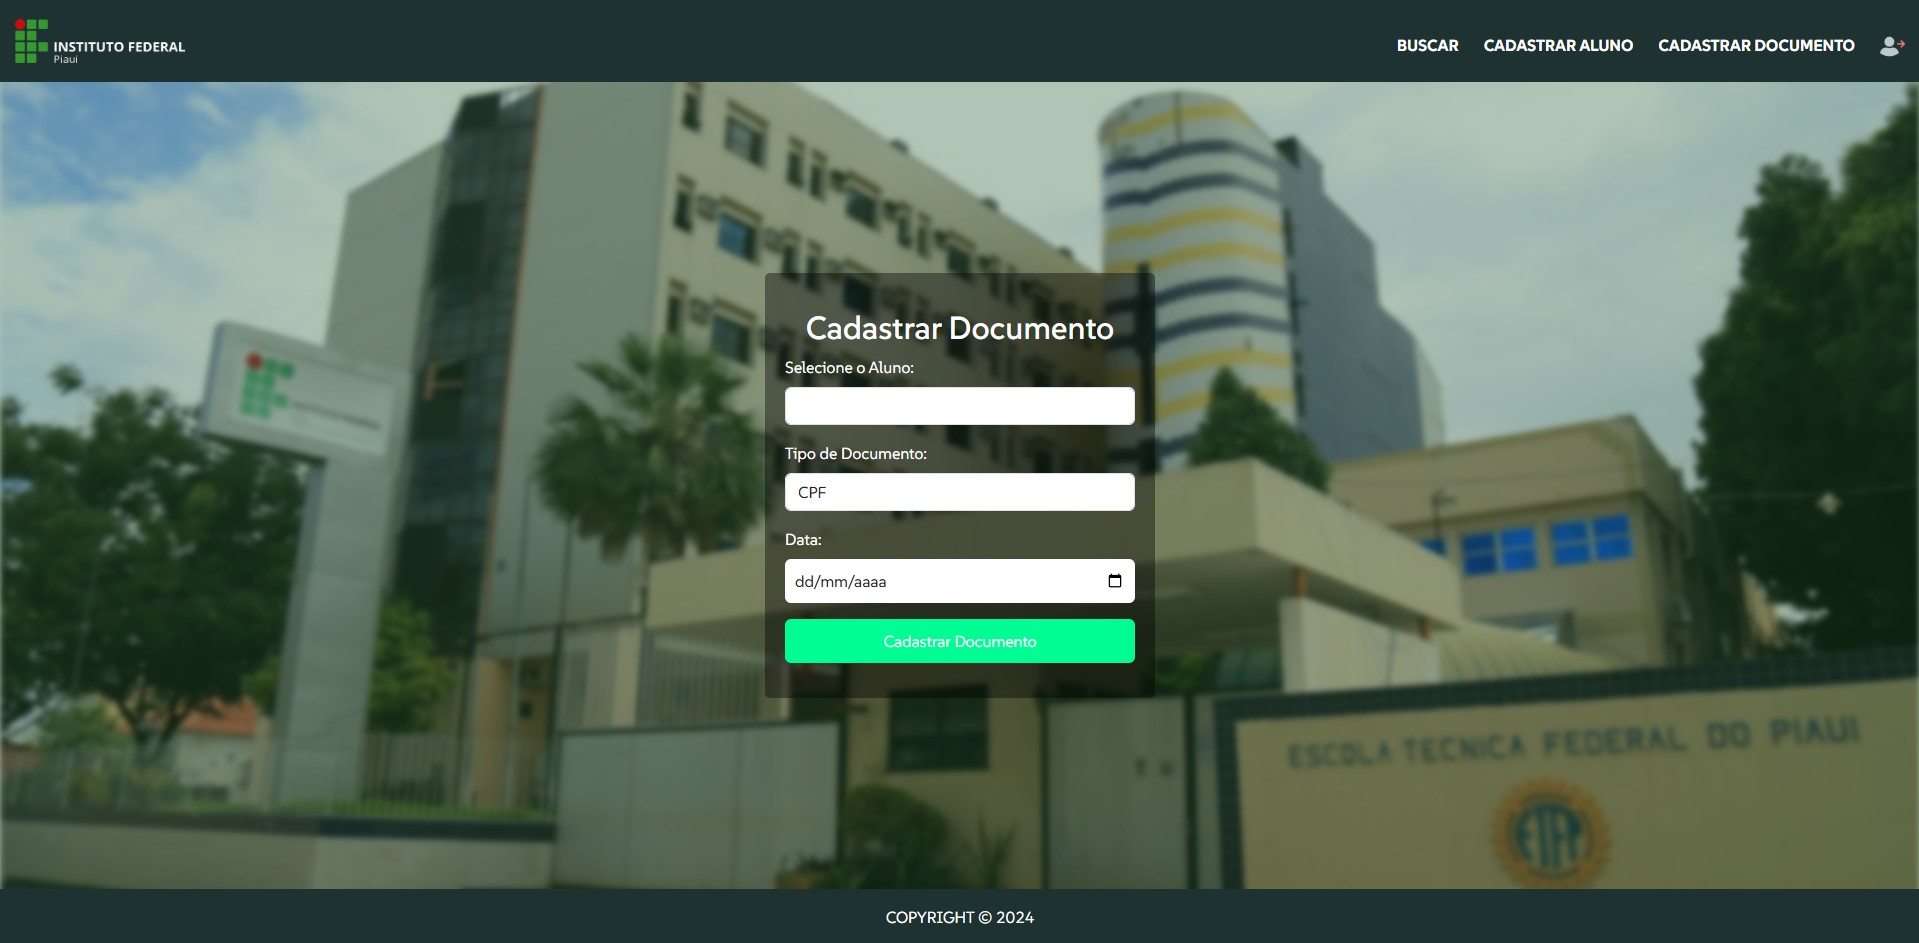 INSTITUTO FEDERAL
Piauí
BUSCAR
CADASTRAR ALUNO
CADASTRAR DOCUMENTO
Cadastrar Documento
Selecione o Aluno:
Tipo de Documento:
CPF
Data:
dd/mm/aaaa
Cadastrar Documento
ESCOLA TECNICA FEDERAL DO PIAUI
ETFP
COPYRIGHT © 2024